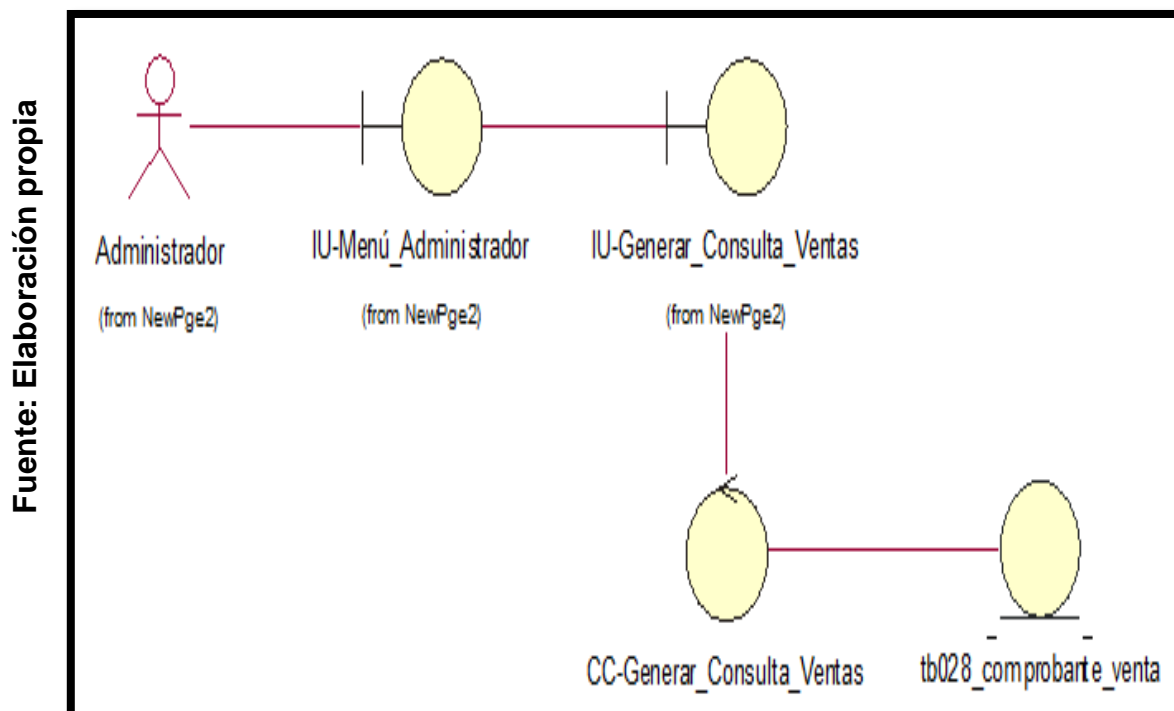 Fuente: Elaboración propia
Administrador
(from NewPge2)
IU-Menú_Administrador
(from NewPge2)
IU-Generar_Consulta_Ventas
(from NewPge2)
CC-Generar_Consulta_Ventas
tb028_comprobante_venta